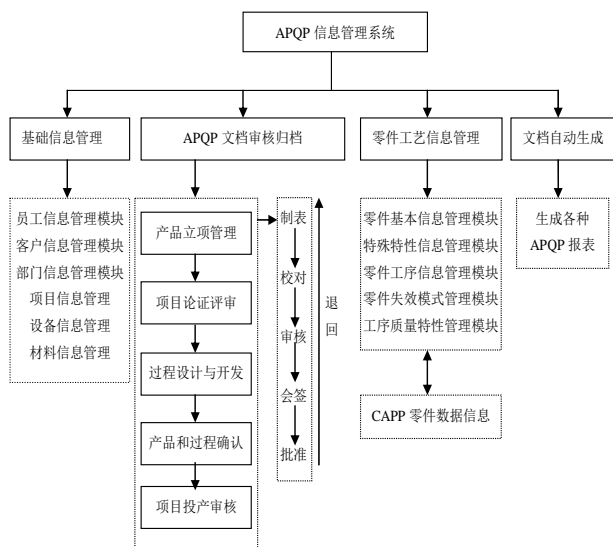 APQP 信息管理系统
基础信息管理
APQP 文档审核归档
零件工艺信息管理
文档自动生成
员工信息管理模块
客户信息管理模块
部门信息管理模块
项目信息管理
设备信息管理
材料信息管理
产品立项管理
项目论证评审
过程设计与开发
产品和过程确认
项目投产审核
制表
校对
审核
会签
批准
退
回
零件基本信息管理模块
特殊特性信息管理模块
零件工序信息管理模块
零件失效模式管理模块
工序质量特性管理模块
CAPP 零件数据信息
生成各种
APQP 报表